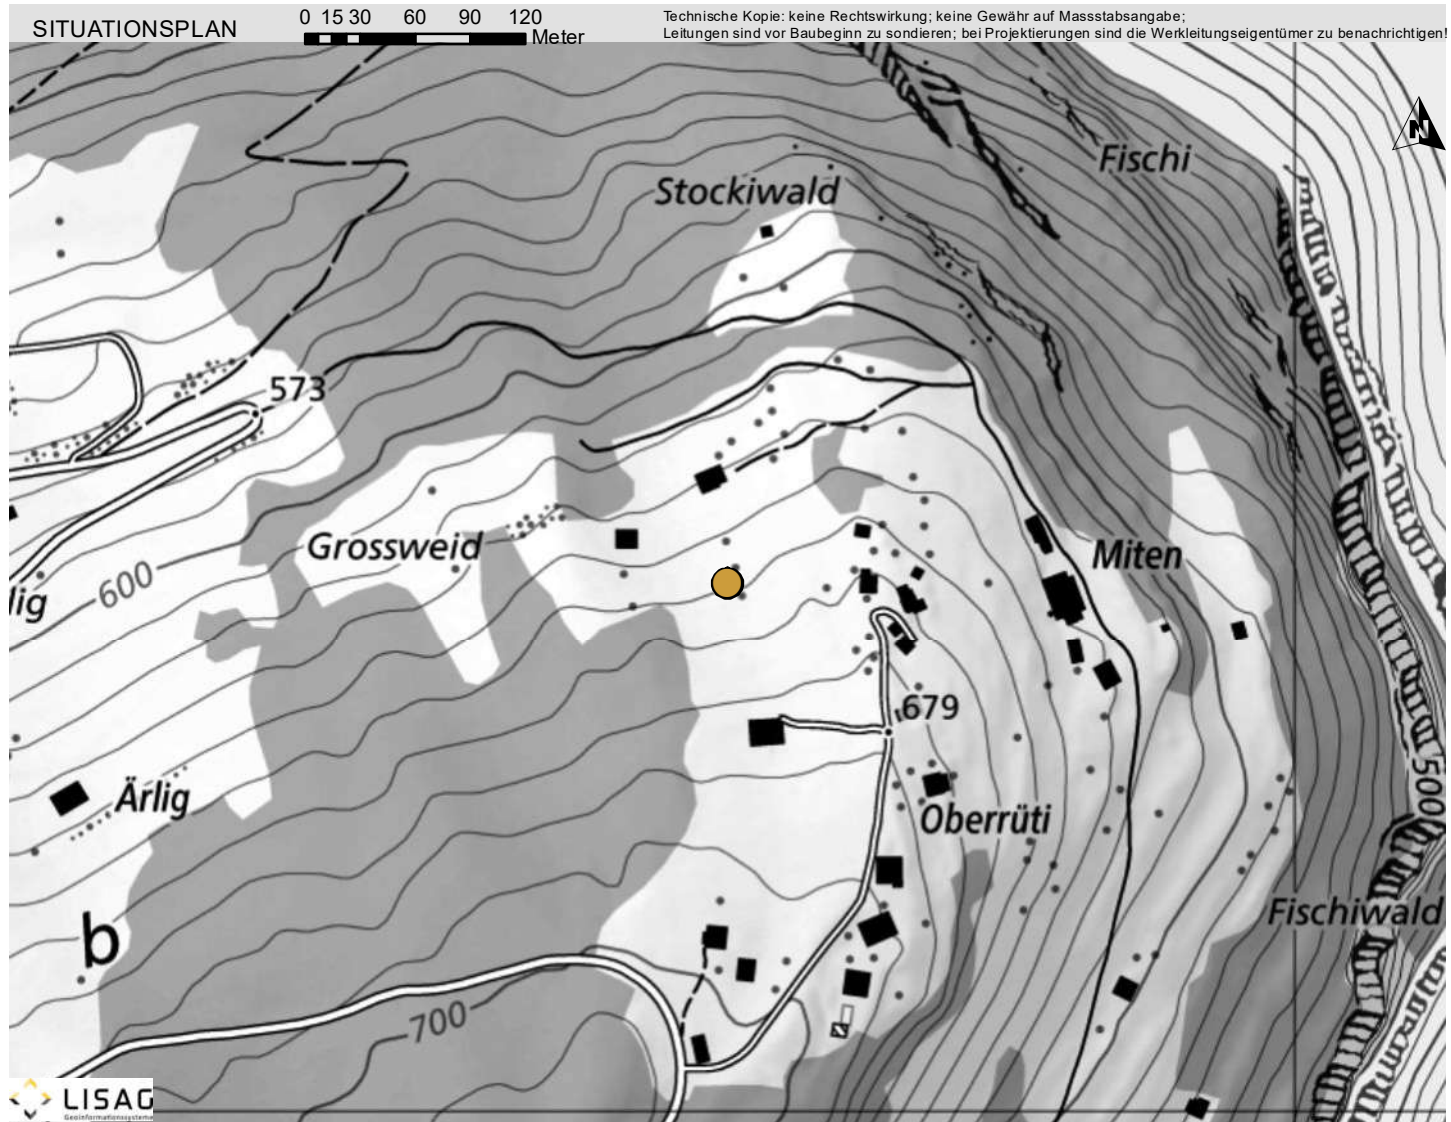 SITUATIONSPLAN
0 15 30 60 90 120
Meter
Technische Kopie: keine Rechtswirkung; keine Gewähr auf Massstabsangabe;
Leitungen sind vor Baubeginn zu sondieren; bei Projektierungen sind die Werkleitungseigentümer zu benachrichtigen!
N
Fischi
Stockiwald
573
Grossweid
Miten
600
lig
679
Ärlig
500
Oberrüti
Fischiwald
b
700
LISAG
Geoinformationssysteme